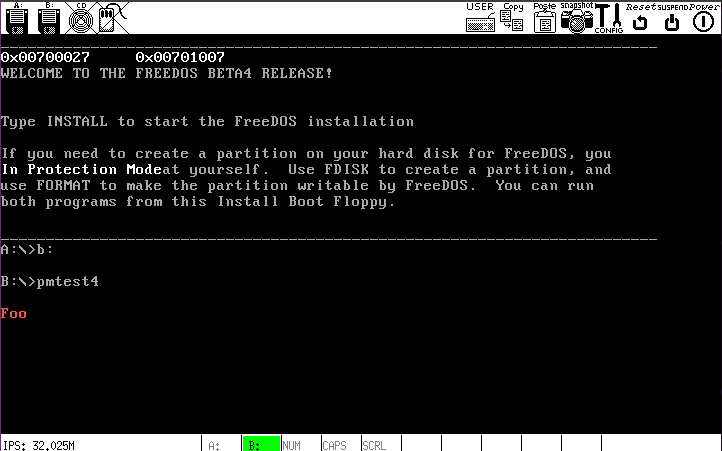 A: B: CD USER Copy Paste snapshot CONFIG Reset SUSPEND Power
0x00700027 0x00701007
WELCOME TO THE FREEDOS BETA4 RELEASE!
Type INSTALL to start the FreeDOS installation
If you need to create a partition on your hard disk for FreeDOS, you
In Protection Modeat yourself. Use FDISK to create a partition, and
use FORMAT to make the partition writable by FreeDOS. You can run
both programs from this Install Boot Floppy.
A:\>b:
B:\>pmtest4
Foo
IPS: 32.025M A: B: NUM CAPS SCRL